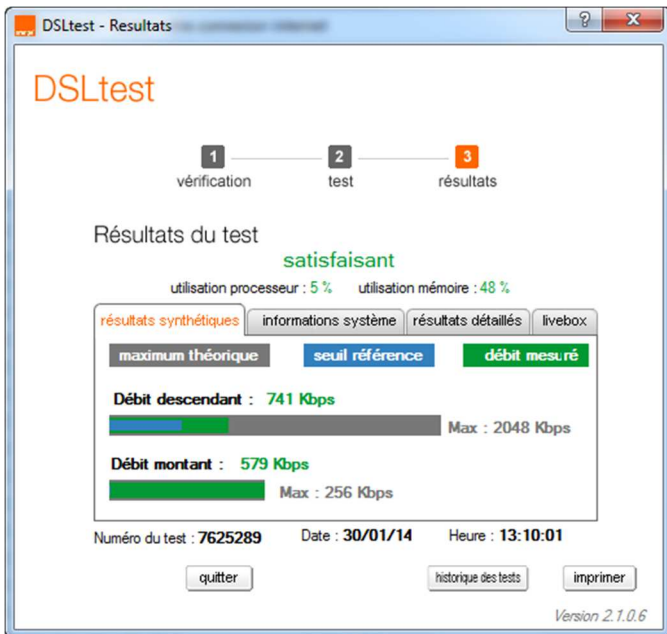 DSLtest - Resultats
DSLtest
1 2 3
vérification test résultats
Résultats du test
satisfaisant
utilisation processeur : 5 % utilisation mémoire : 48 %
résultats synthétiques informations système résultats détaillés livebox
maximum théorique seuil référence débit mesuré
Débit descendant : 741 Kbps
Max : 2048 Kbps
Débit montant : 579 Kbps
Max : 256 Kbps
Numéro du test : 7625289 Date : 30/01/14 Heure : 13:10:01
quitter historique des tests imprimer
Version 2.1.0.6